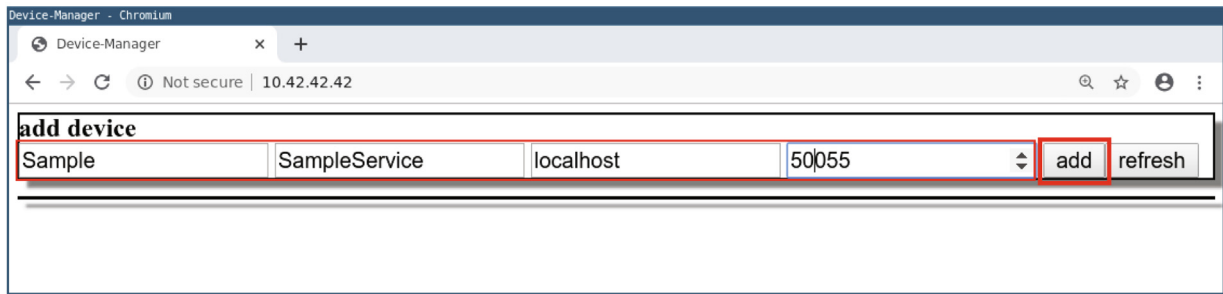 Device-Manager - Chromium
Device-Manager × +
Not secure | 10.42.42.42
add device
Sample SampleService localhost 50055 add refresh